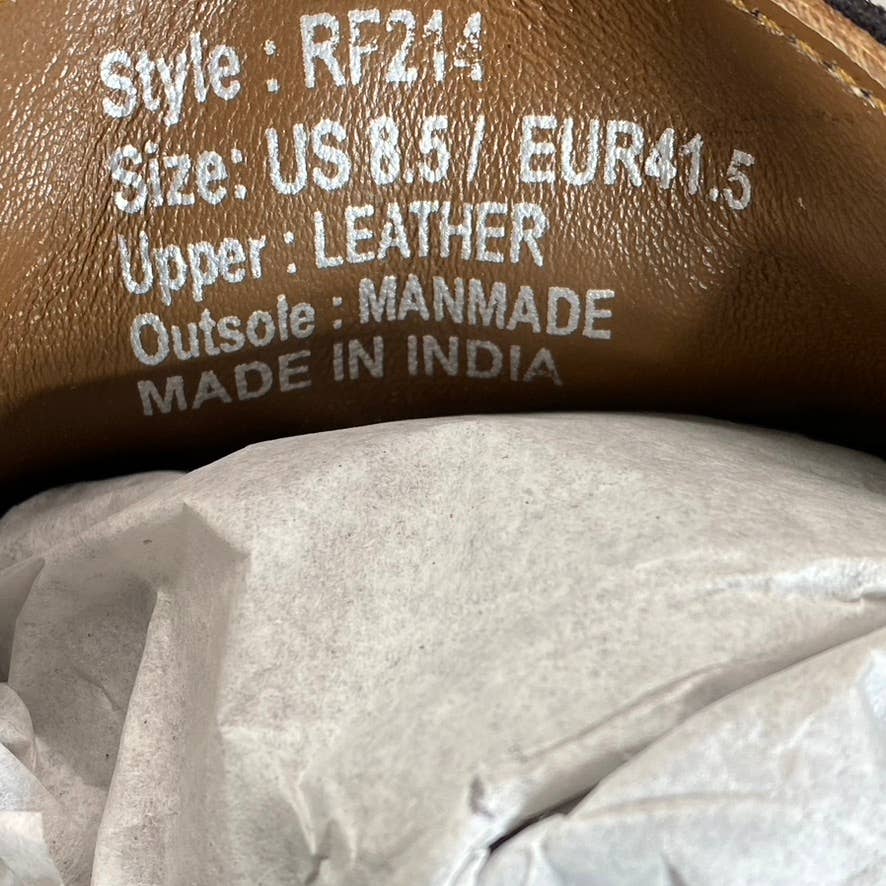 Style : RF214
Size: US 8.5 / EUR41.5
Upper : LEATHER
Outsole : MANMADE
MADE IN INDIA